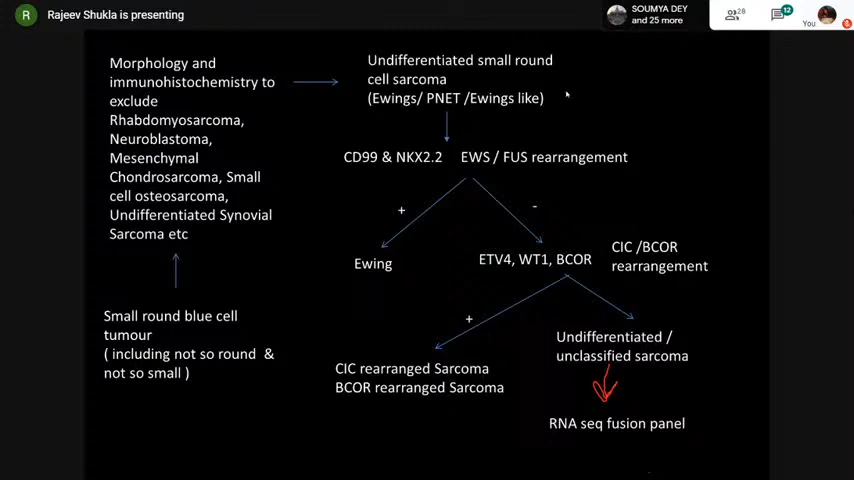 R Rajeev Shukla is presenting
SOUMYA DEY
and 25 more
28
12
You
Morphology and
immunohistochemistry to
exclude
Rhabdomyosarcoma,
Neuroblastoma,
Mesenchymal
Chondrosarcoma, Small
cell osteosarcoma,
Undifferentiated Synovial
Sarcoma etc
Small round blue cell
tumour
( including not so round &
not so small )
Undifferentiated small round
cell sarcoma
(Ewings/ PNET /Ewings like)
CD99 & NKX2.2 EWS / FUS rearrangement
+
-
Ewing
ETV4, WT1, BCOR
CIC /BCOR
rearrangement
+
CIC rearranged Sarcoma
BCOR rearranged Sarcoma
Undifferentiated /
unclassified sarcoma
RNA seq fusion panel